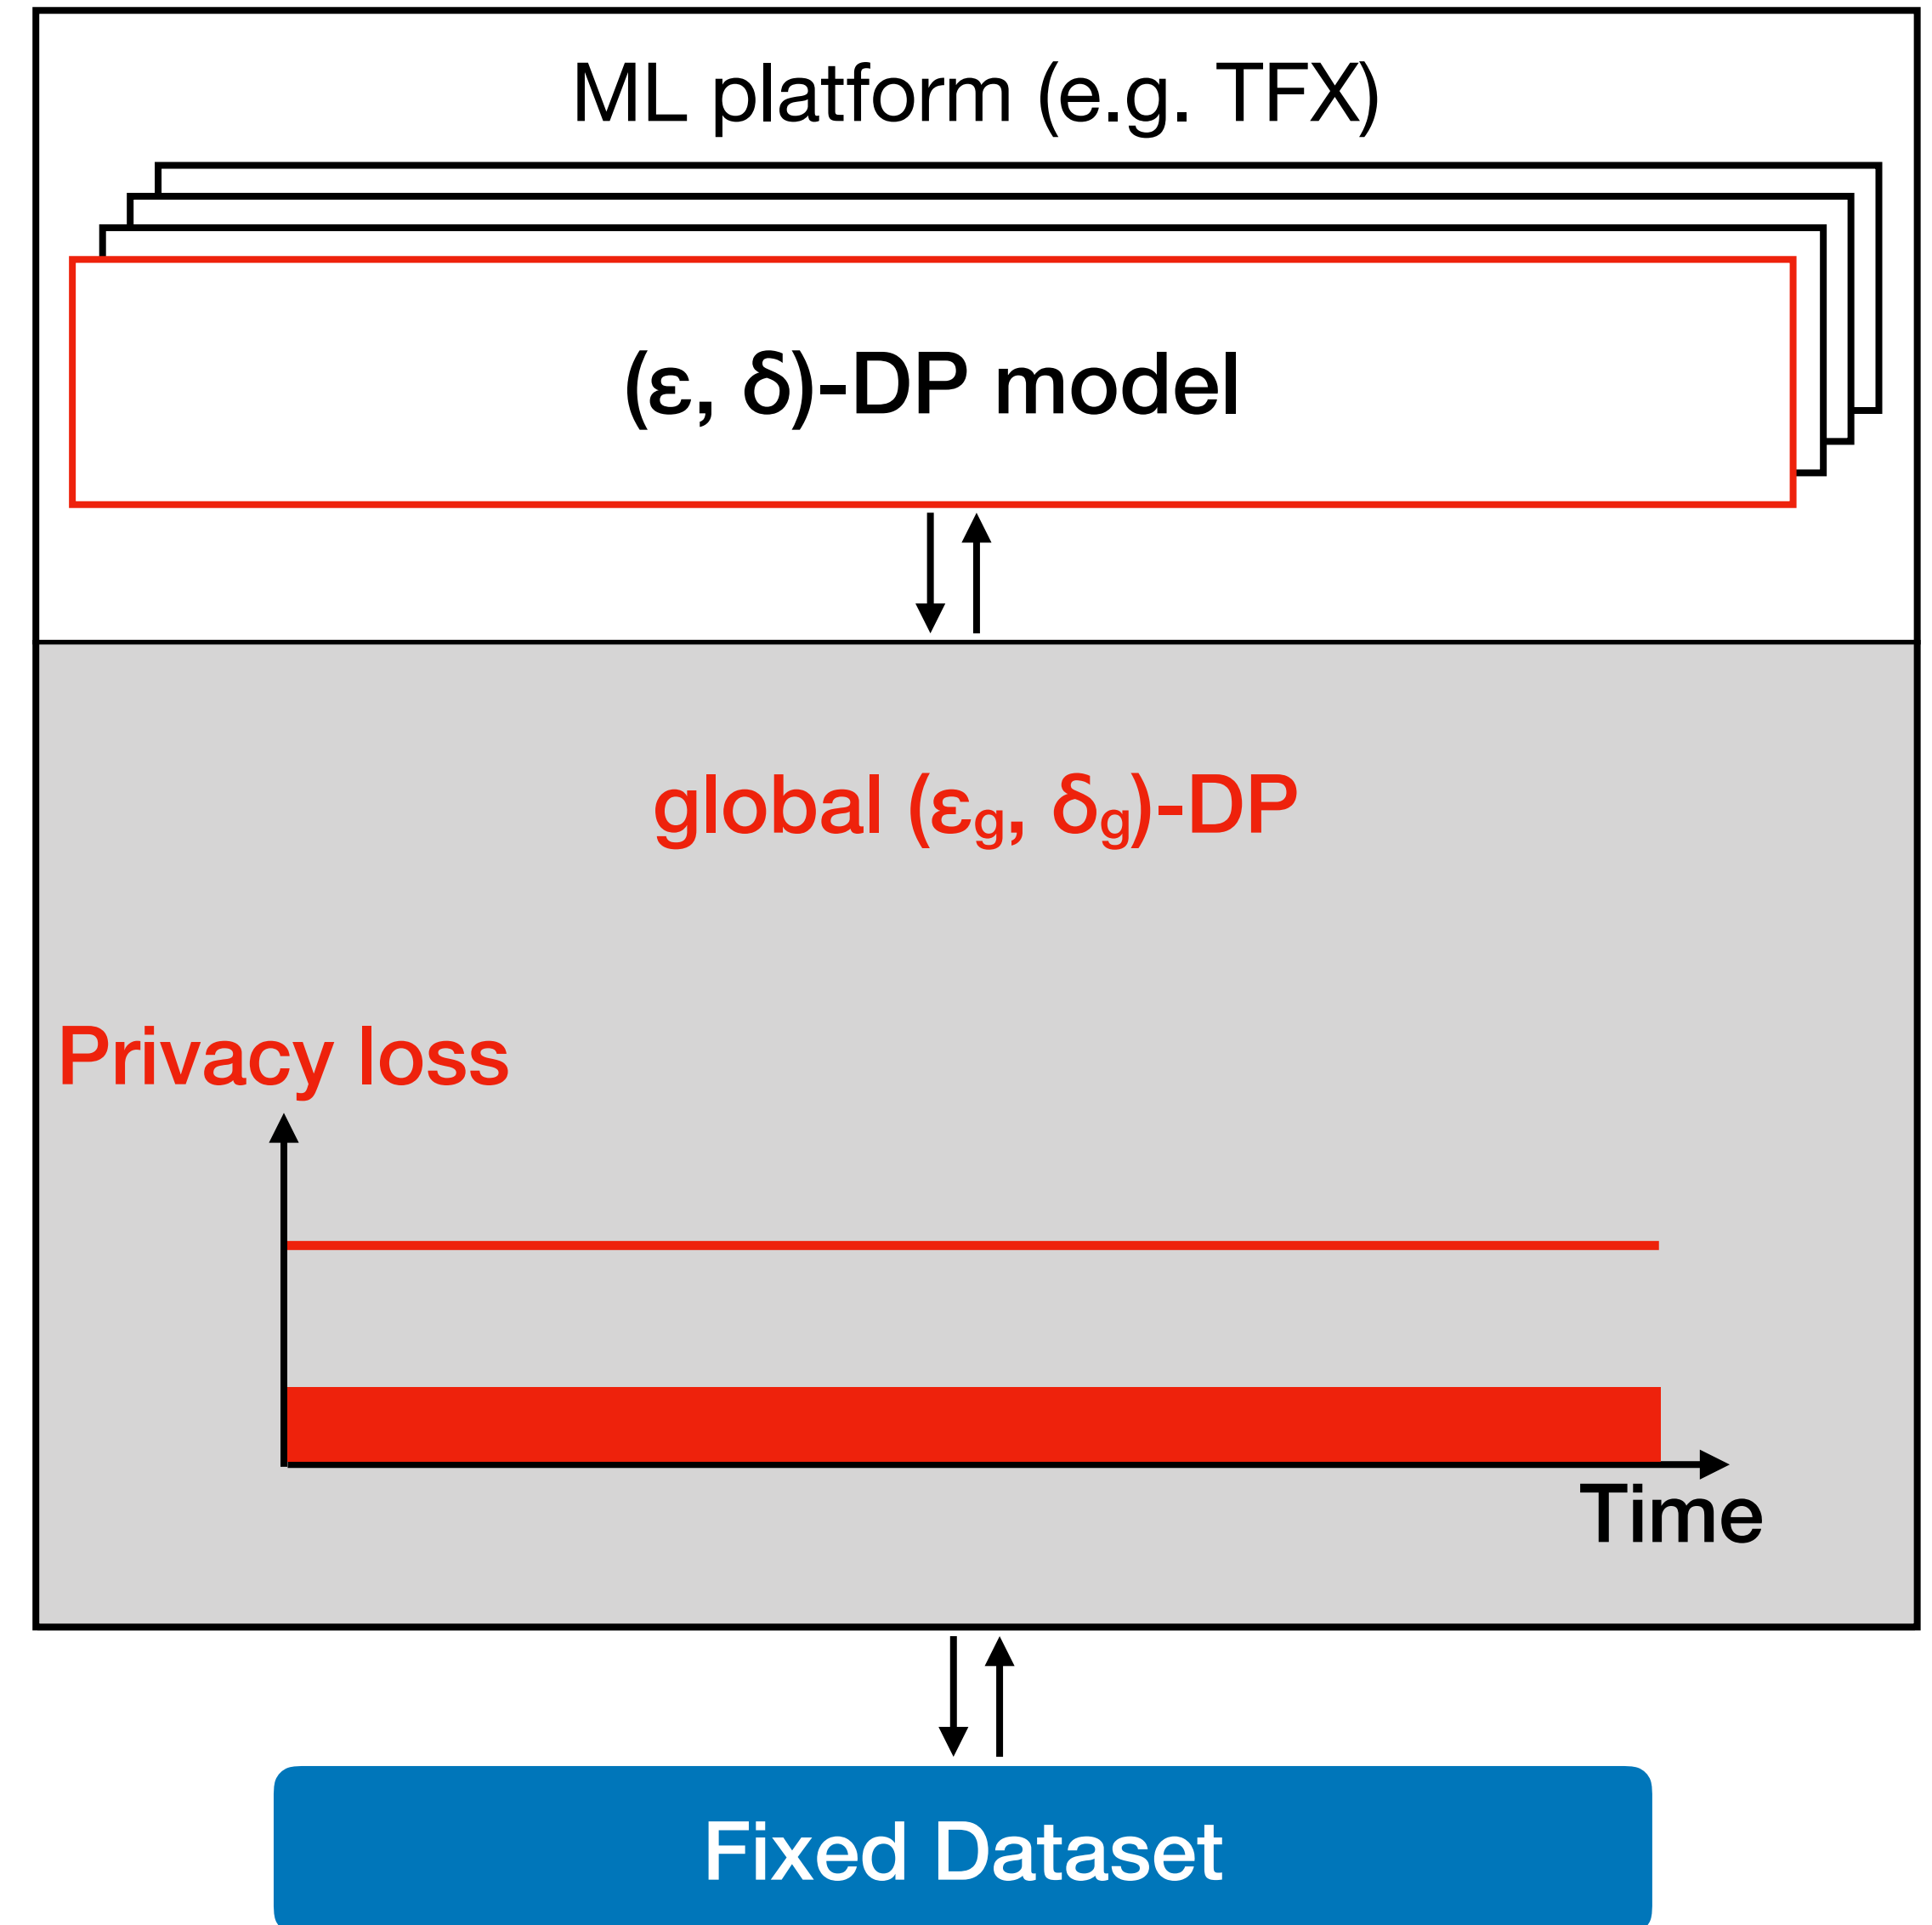 ML platform (e.g. TFX)
(ε, δ)-DP model
global (εg, δg)-DP
Privacy loss
Time
Fixed Dataset